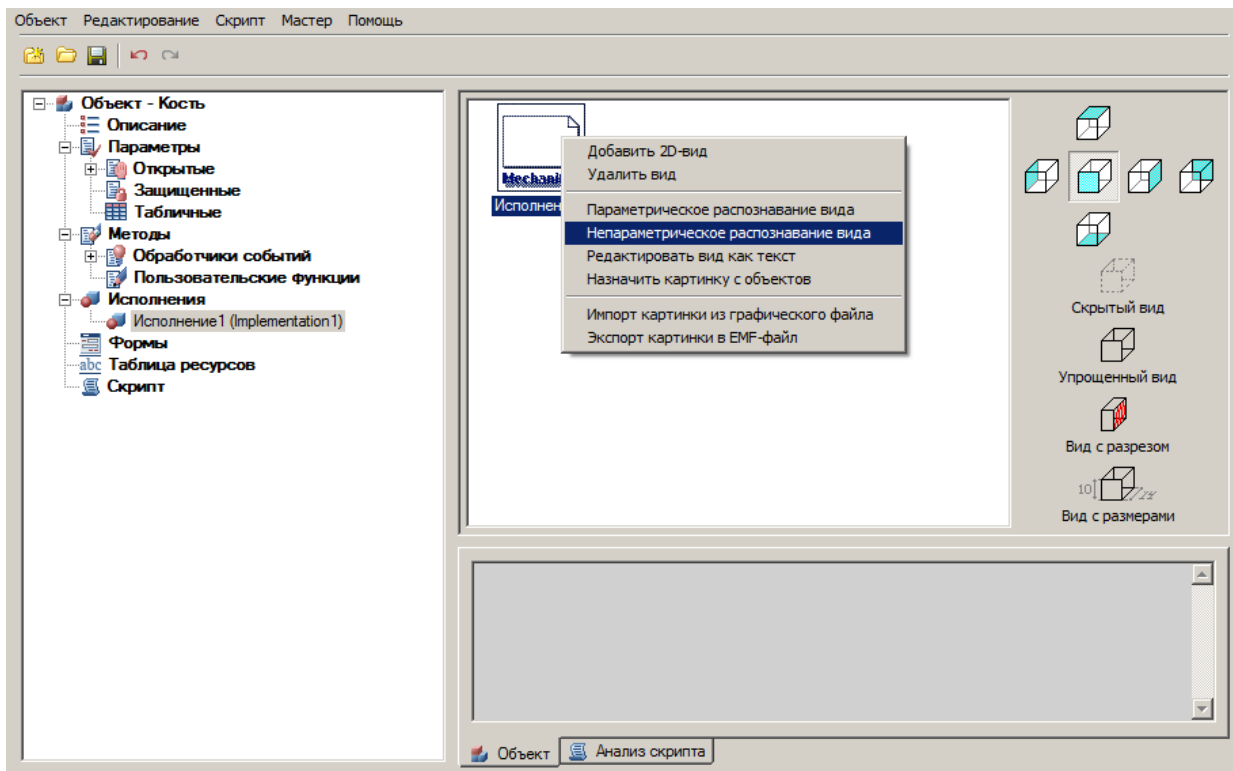 Объект Редактирование Скрипт Мастер Помощь
Объект - Кость
Описание
Параметры
Открытые
Защищенные
Табличные
Методы
Обработчики событий
Пользовательские функции
Исполнения
Исполнение1 (Implementation1)
Формы
abc Таблица ресурсов
Скрипт
Mechani
Исполнен
Добавить 2D-вид
Удалить вид
Параметрическое распознавание вида
Непараметрическое распознавание вида
Редактировать вид как текст
Назначить картинку с объектов
Импорт картинки из графического файла
Экспорт картинки в EMF-файл
Скрытый вид
Упрощенный вид
Вид с разрезом
10
Вид с размерами
Объект Анализ скрипта